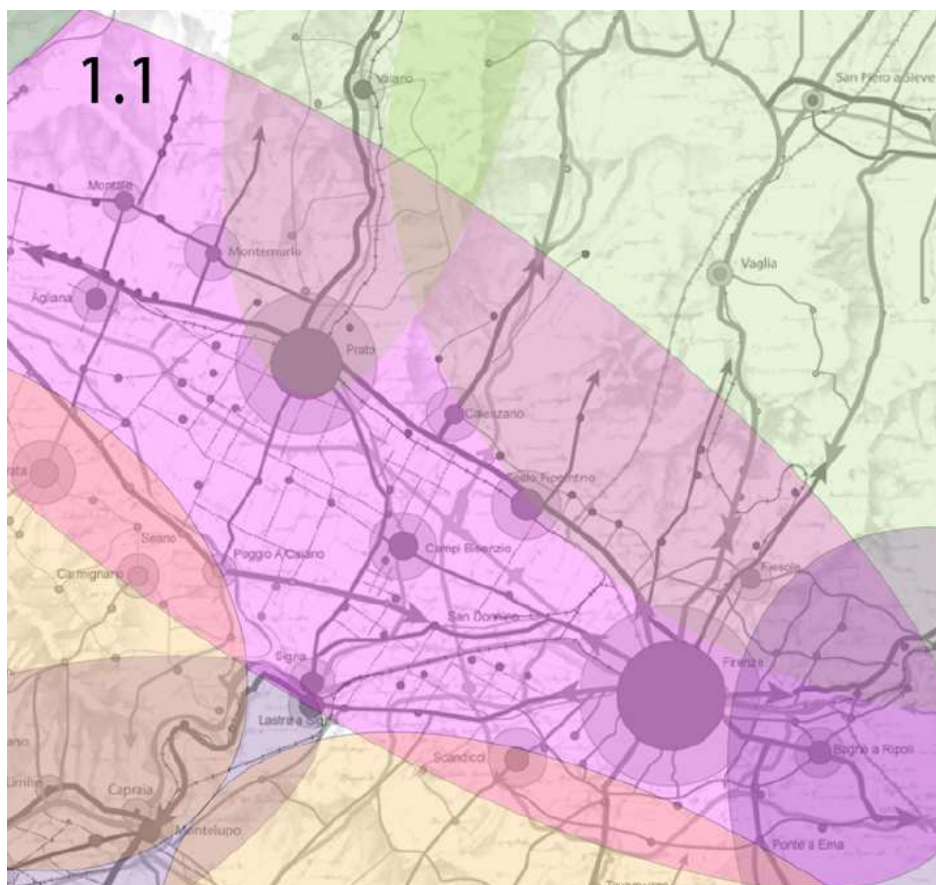 1.1
Vaiano
San Piero a Sieve
Montale
Montemurlo
Vaglia
Agliana
Prato
Calenzano
Sesto Fiorentino
Seano
Carmignano
Poggio A Caiano
Campi Bisenzio
Fiesole
San Donnino
Signa
Firenze
Lastra a Signa
Scandicci
Bagno a Ripoli
Capraia
Montelupo
Ponte a Ema